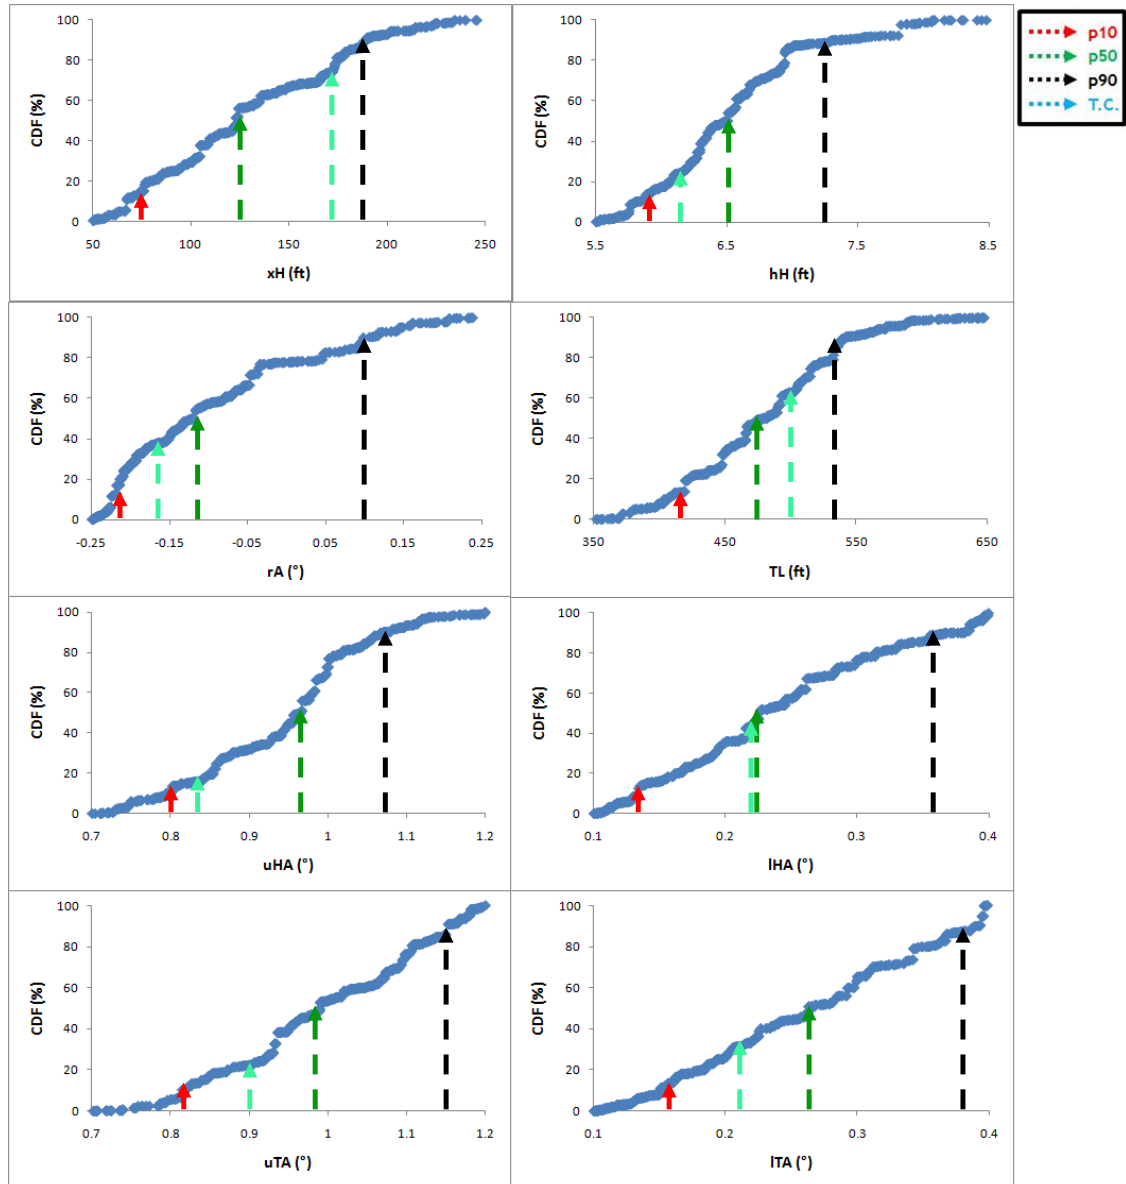 100
80
60
40
20
0
CDF (%)
50 100 150 200 250
xH (ft)
100
80
60
40
20
0
CDF (%)
5.5 6.5 7.5 8.5
hH (ft)
p10
p50
p90
T.C.
100
80
60
40
20
0
CDF (%)
-0.25 -0.15 -0.05 0.05 0.15 0.25
rA (°)
100
80
60
40
20
0
CDF (%)
350 450 550 650
TL (ft)
100
80
60
40
20
0
CDF (%)
0.7 0.8 0.9 1 1.1 1.2
uHA (°)
100
80
60
40
20
0
CDF (%)
0.1 0.2 0.3 0.4
lHA (°)
100
80
60
40
20
0
CDF (%)
0.7 0.8 0.9 1 1.1 1.2
uTA (°)
100
80
60
40
20
0
CDF (%)
0.1 0.2 0.3 0.4
lTA (°)